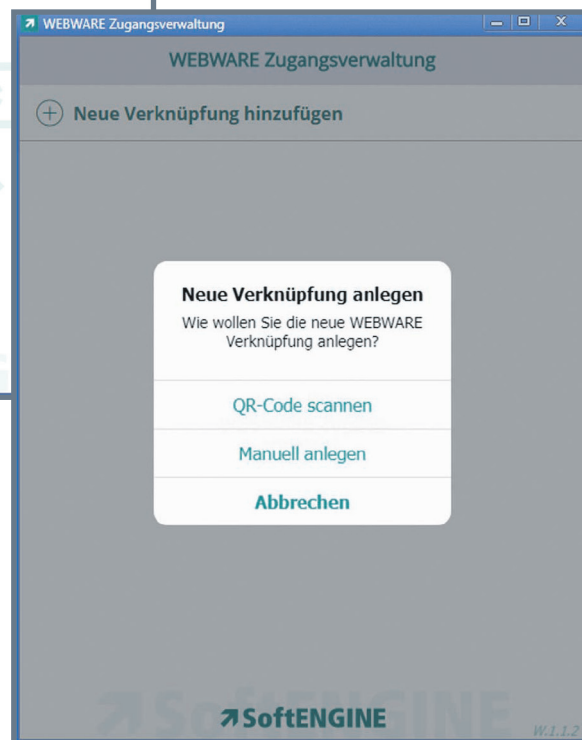 WEBWARE Zugangsverwaltung
WEBWARE Zugangsverwaltung
Neue Verknüpfung hinzufügen
Neue Verknüpfung anlegen
Wie wollen Sie die neue WEBWARE
Verknüpfung anlegen?
QR-Code scannen
Manuell anlegen
Abbrechen
SoftENGINE
SoftENGINE
W.1.1.2